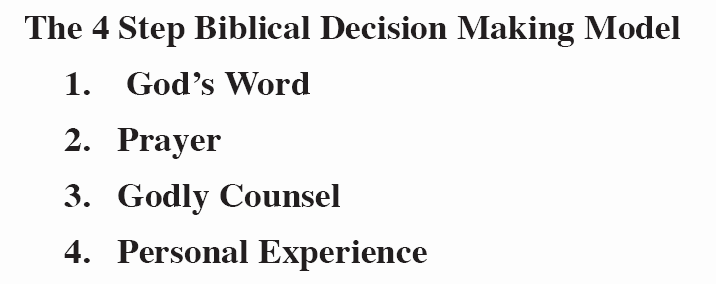 The 4 Step Biblical Decision Making Model
1. God’s Word
2. Prayer
3. Godly Counsel
4. Personal Experience